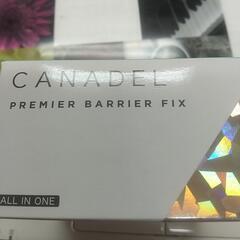 CANADEL
PREMIER BARRIER FIX
ALL IN ONE